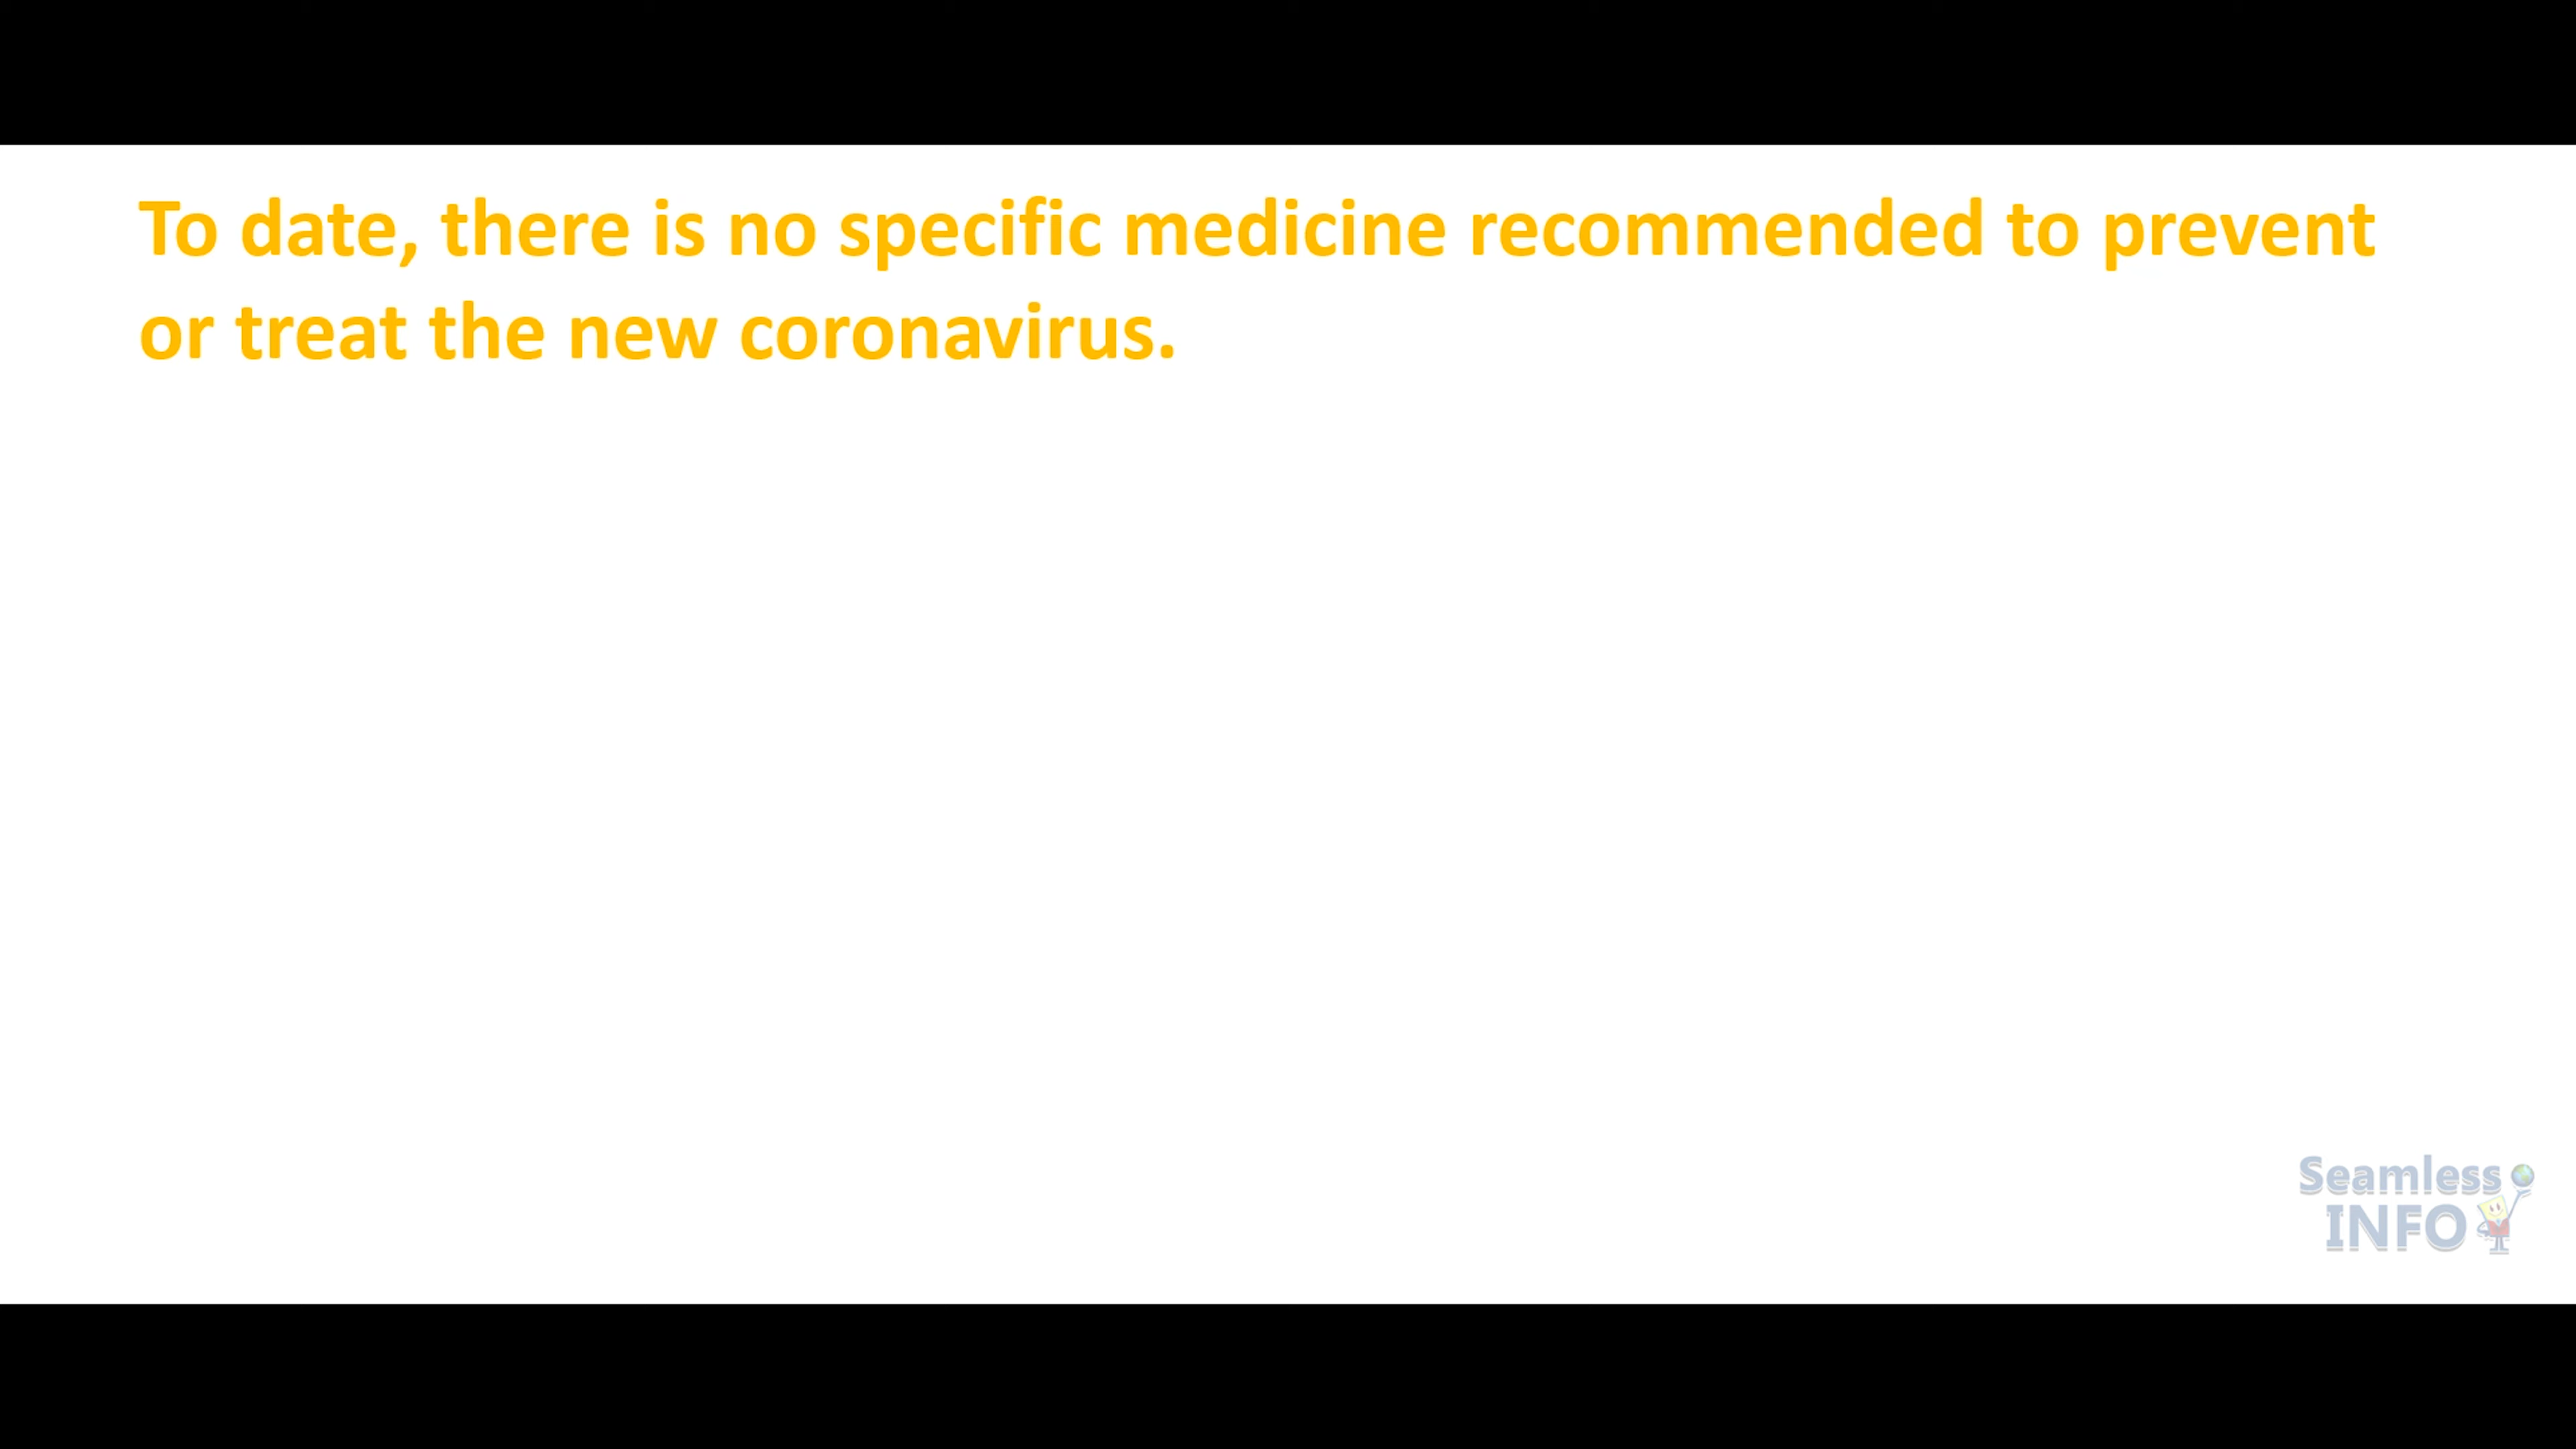 To date, there is no specific medicine recommended to prevent
or treat the new coronavirus.
Seamless
INFO